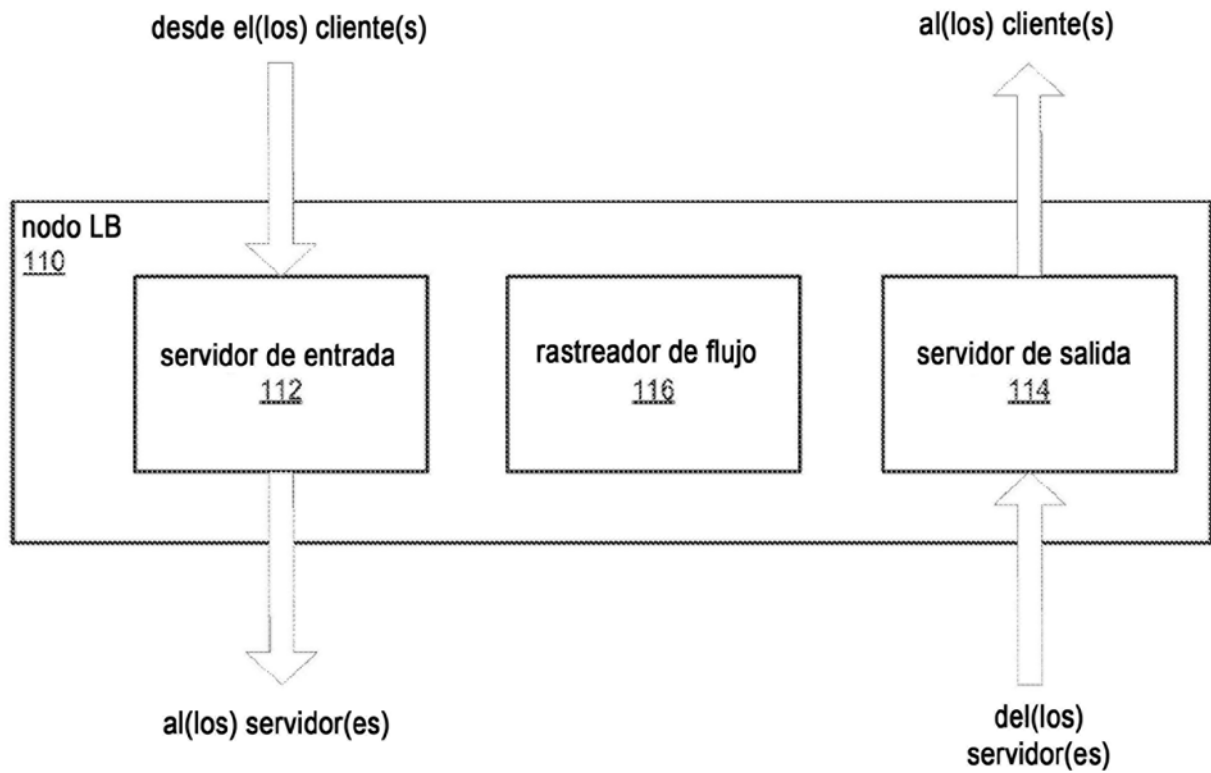 desde el(los) cliente(s)
al(los) cliente(s)
nodo LB
110
servidor de entrada
112
rastreador de flujo
116
servidor de salida
114
al(los) servidor(es)
del(los)
servidor(es)